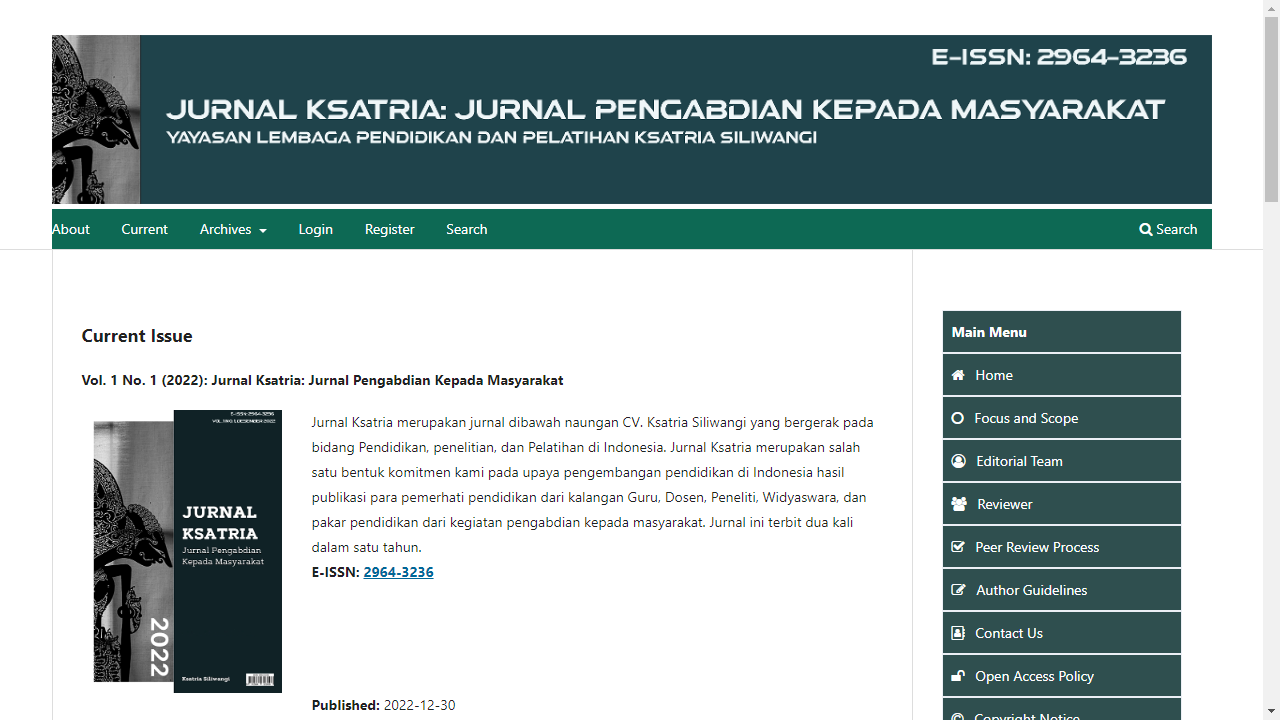 E-ISSN: 2964-3236
JURNAL KSATRIA: JURNAL PENGABDIAN KEPADA MASYARAKAT
YAYASAN LEMBAGA PENDIDIKAN DAN PELATIHAN KSATRIA SILIWANGI
About Current Archives Login Register Search Search
Current Issue
Vol. 1 No. 1 (2022): Jurnal Ksatria: Jurnal Pengabdian Kepada Masyarakat
E-ISSN:2964-3236
JURNAL
KSATRIA
Jurnal Pengabdian
Kepada Masyarakat
2022
Ksatria Siliwangi
Jurnal Ksatria merupakan jurnal dibawah naungan CV. Ksatria Siliwangi yang bergerak pada
bidang Pendidikan, penelitian, dan Pelatihan di Indonesia. Jurnal Ksatria merupakan salah
satu bentuk komitmen kami pada upaya pengembangan pendidikan di Indonesia hasil
publikasi para pemerhati pendidikan dari kalangan Guru, Dosen, Peneliti, Widyaswara, dan
pakar pendidikan dari kegiatan pengabdian kepada masyarakat. Jurnal ini terbit dua kali
dalam satu tahun.
E-ISSN: 2964-3236
Published: 2022-12-30
Main Menu
Home
Focus and Scope
Editorial Team
Reviewer
Peer Review Process
Author Guidelines
Contact Us
Open Access Policy
Copyright Notice